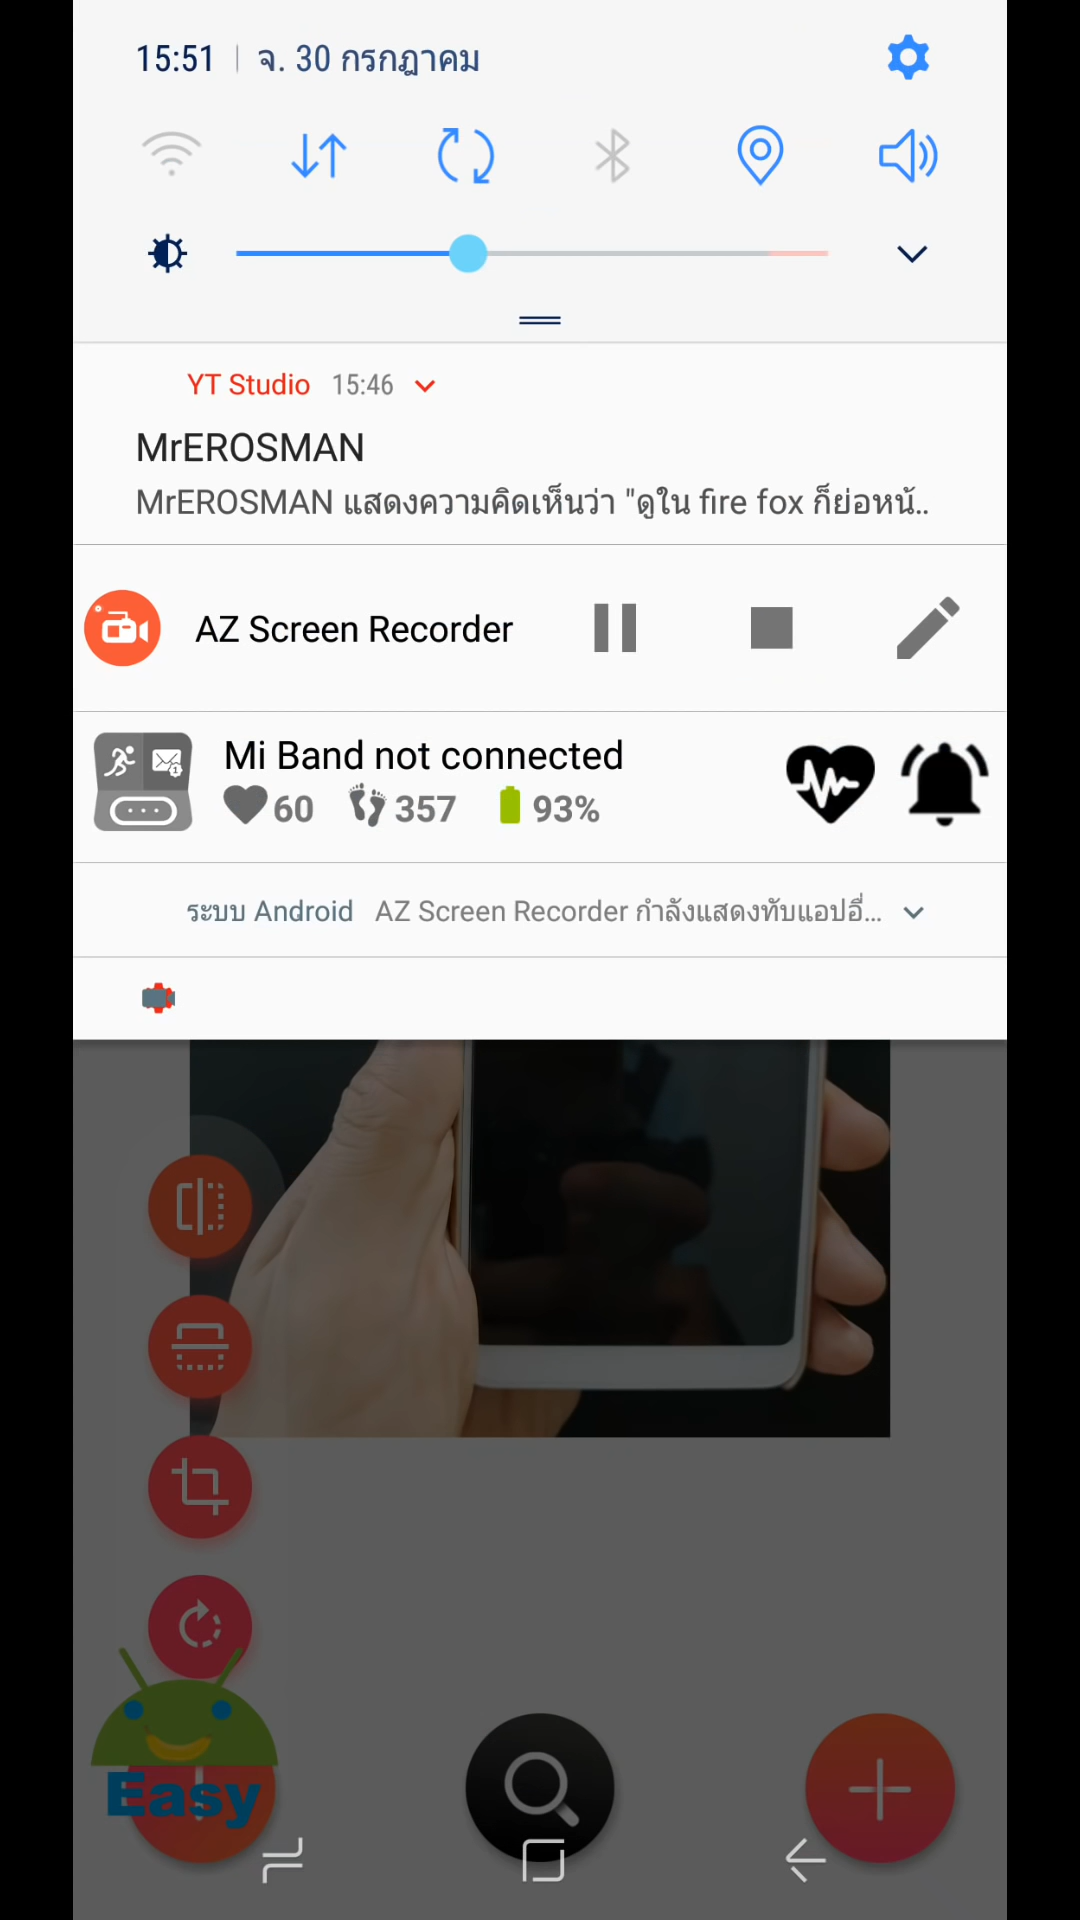 15:51 | จ. 30 กรกฎาคม
YT Studio 15:46
MrEROSMAN
MrEROSMAN แสดงความคิดเห็นว่า "ดูใน fire fox ก็ย่อหน้..
AZ Screen Recorder
Mi Band not connected
60 357 93%
ระบบ Android AZ Screen Recorder กำลังแสดงทับแอปอื่...
Easy